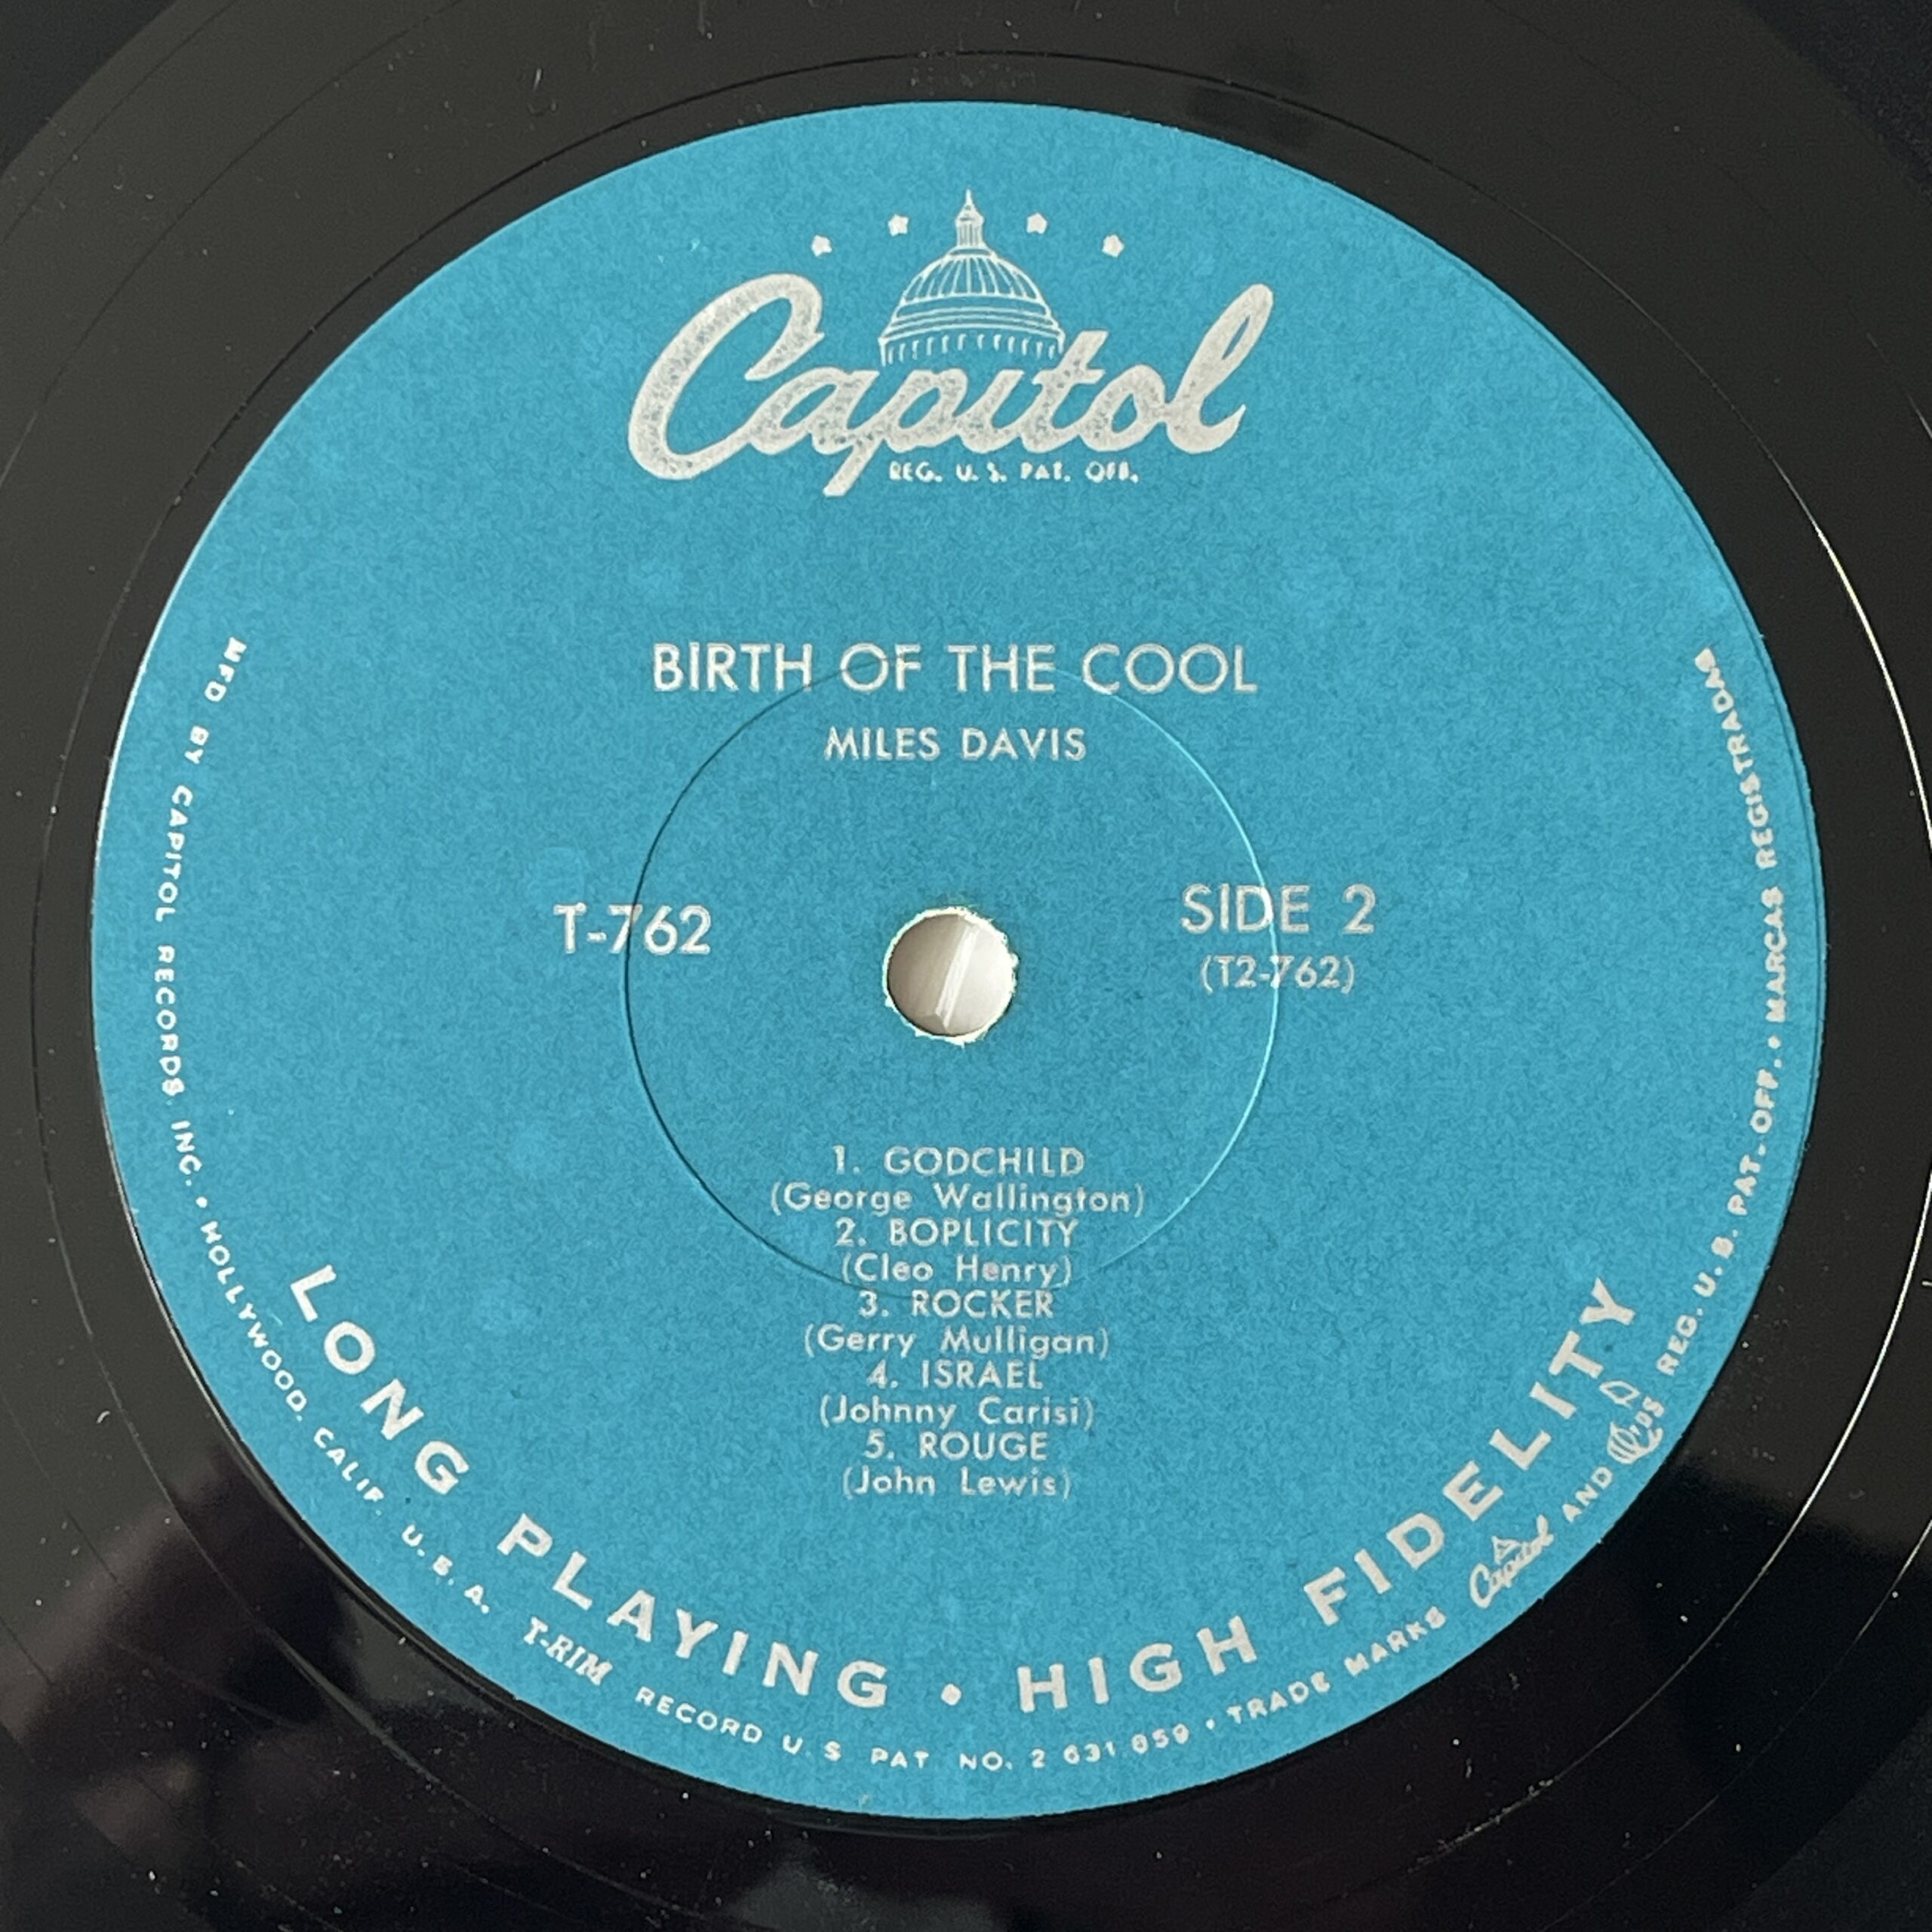 Capitol
REG. U. S. PAT. OFF.
BIRTH OF THE COOL
MILES DAVIS
T-762
SIDE 2
(T2-762)
1. GODCHILD
(George Wallington)
2. BOPLICITY
(Cleo Henry)
3. ROCKER
(Gerry Mulligan)
4. ISRAEL
(Johnny Carisi)
5. ROUGE
(John Lewis)
LONG PLAYING • HIGH FIDELITY
MFD BY CAPITOL RECORDS, INC. • HOLLYWOOD, CALIF. U. S. A. T-RIM RECORD U S PAT NO. 2 631 859 • TRADE MARKS Capitol AND REG. U. S. PAT. OFF. • MARCAS REGISTRADAS